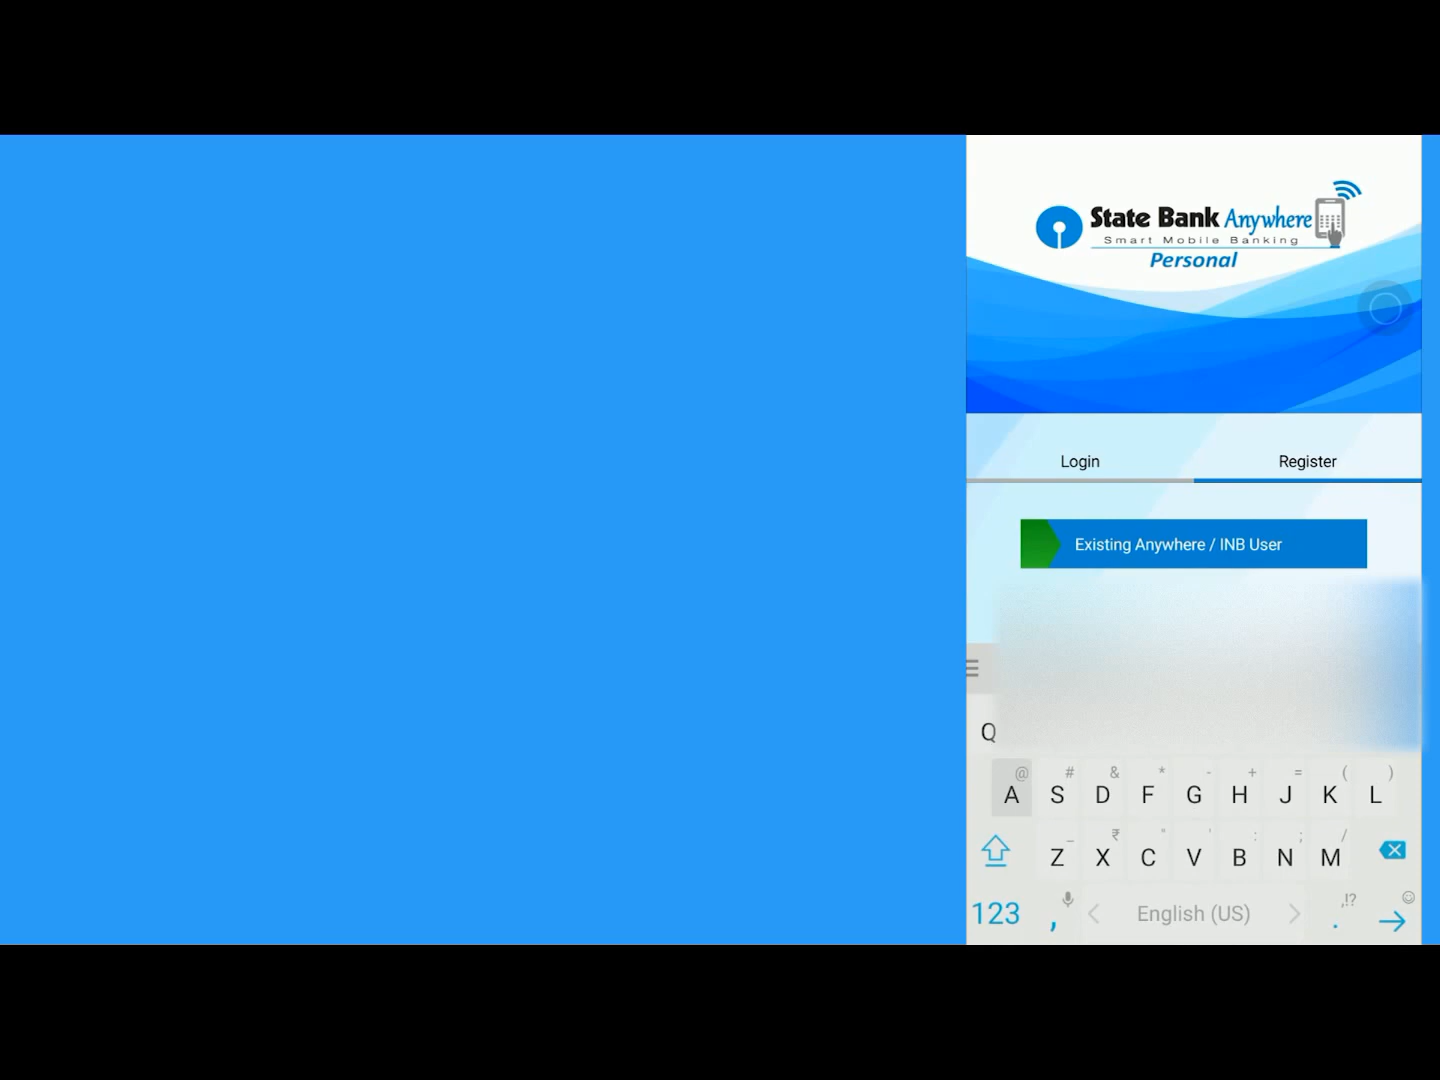 State Bank Anywhere
Smart Mobile Banking
Personal
Login Register
Existing Anywhere / INB User
Q
@ # & * - + = ( )
A S D F G H J K L
_ ₹ " ' : ; /
Z X C V B N M
123 , English (US) ,!? .